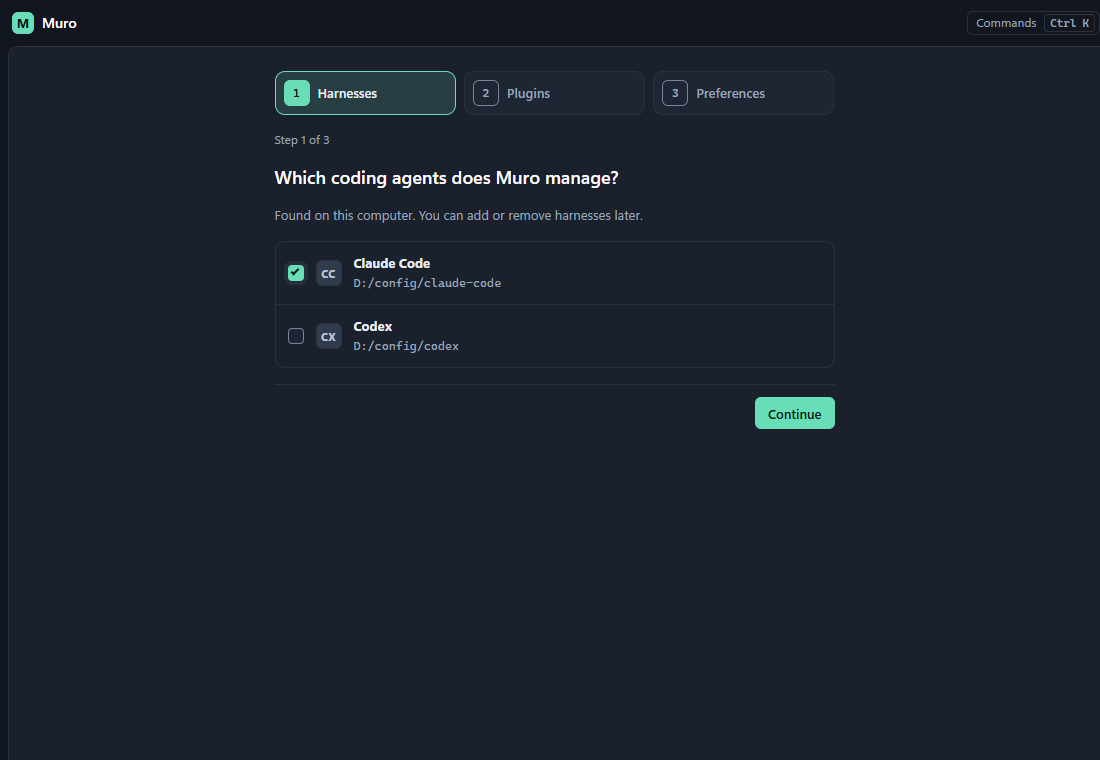 M Muro
Commands Ctrl K
1 Harnesses
2 Plugins
3 Preferences
Step 1 of 3
Which coding agents does Muro manage?
Found on this computer. You can add or remove harnesses later.
CC Claude Code
D:/config/claude-code
CX Codex
D:/config/codex
Continue